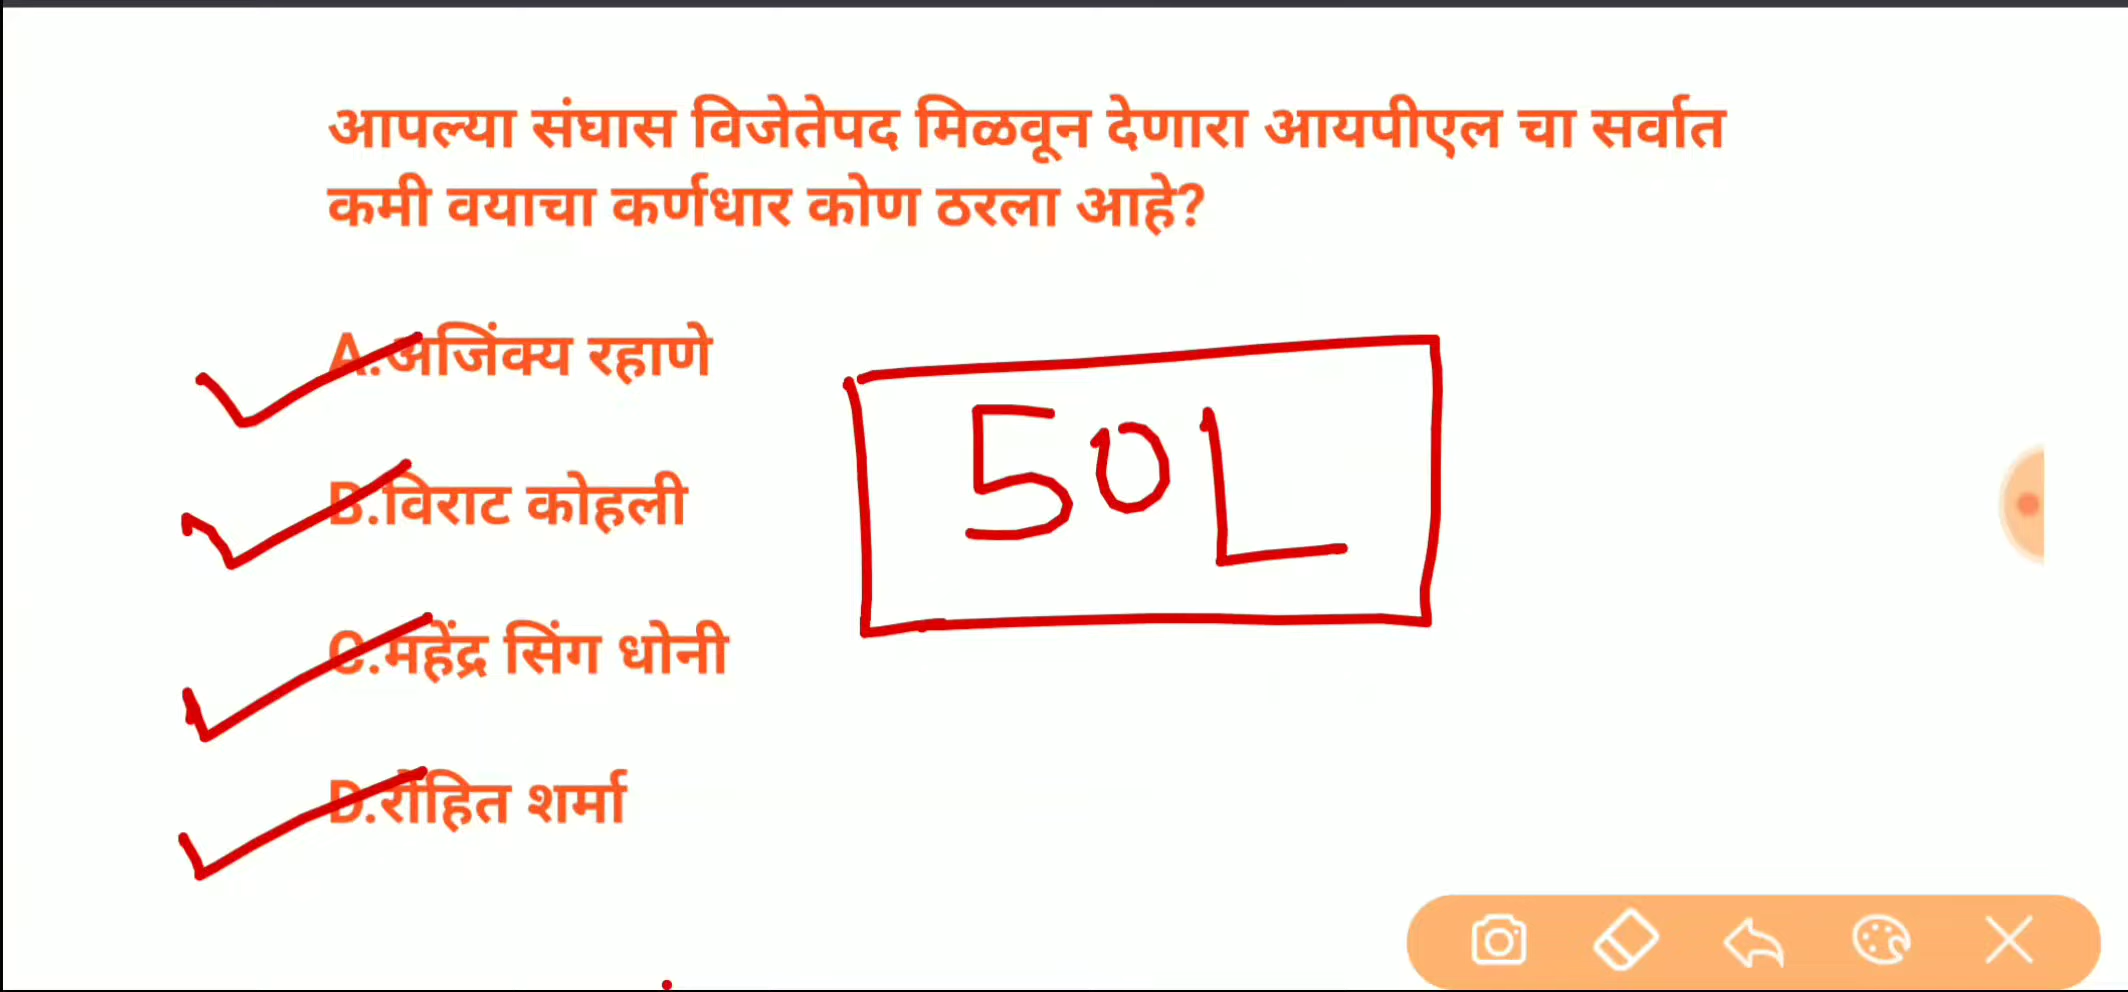 आपल्या संघास विजेतेपद मिळवून देणारा आयपीएल चा सर्वात
कमी वयाचा कर्णधार कोण ठरला आहे?
A.अजिंक्य रहाणे
B.विराट कोहली
50L
C.महेंद्र सिंग धोनी
D.रोहित शर्मा